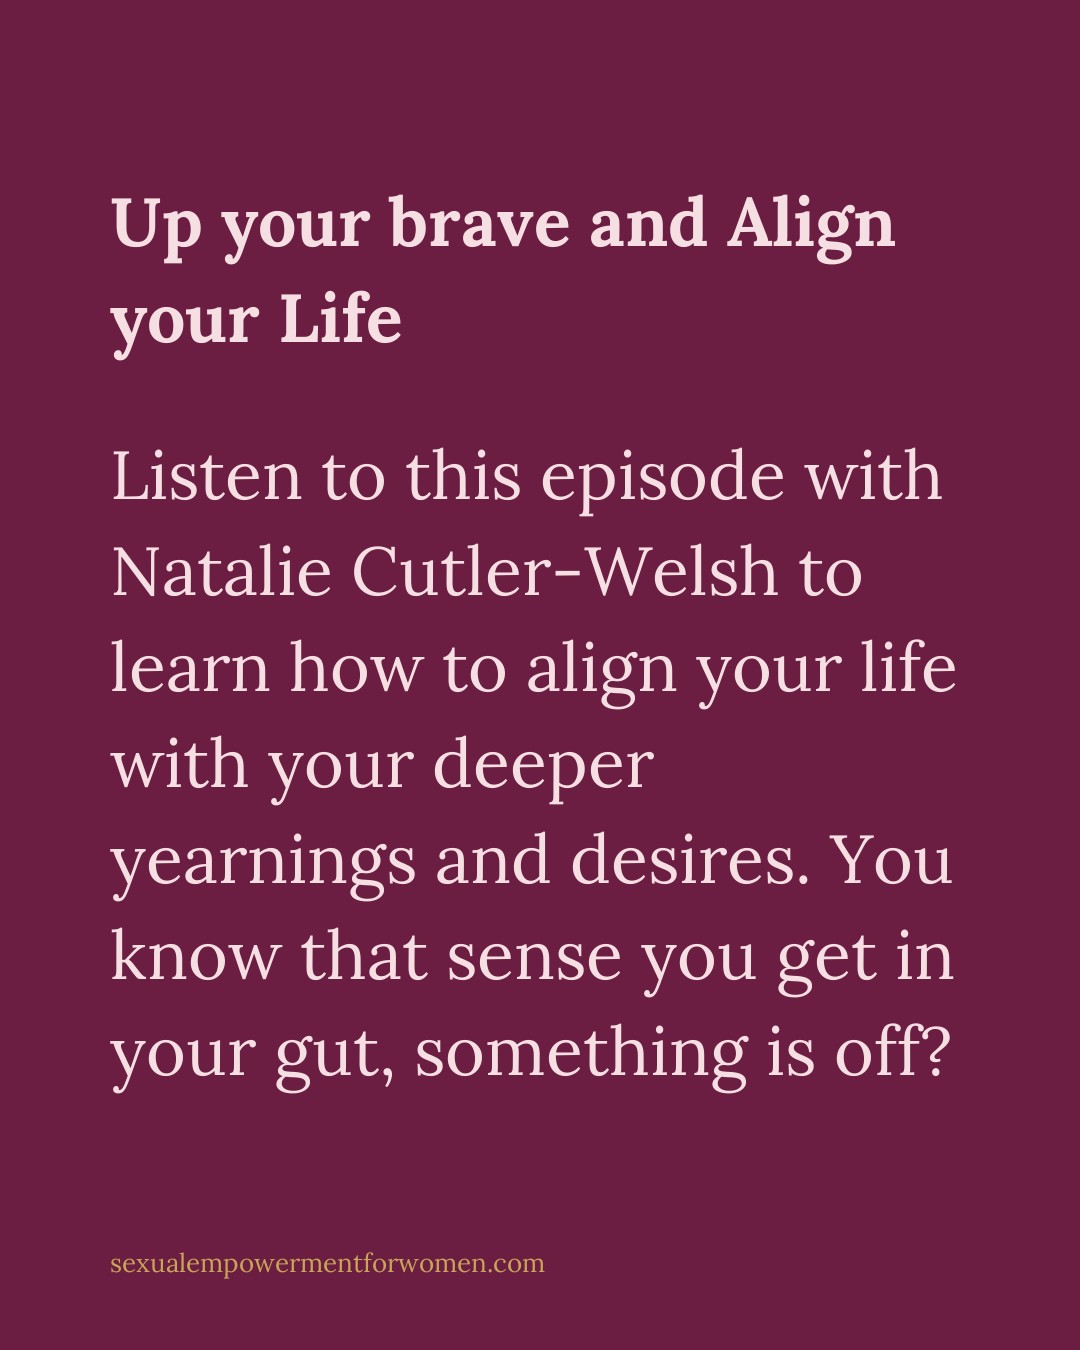 Up your brave and Align
your Life
Listen to this episode with
Natalie Cutler-Welsh to
learn how to align your life
with your deeper
yearnings and desires. You
know that sense you get in
your gut, something is off?
sexualempowermentforwomen.com